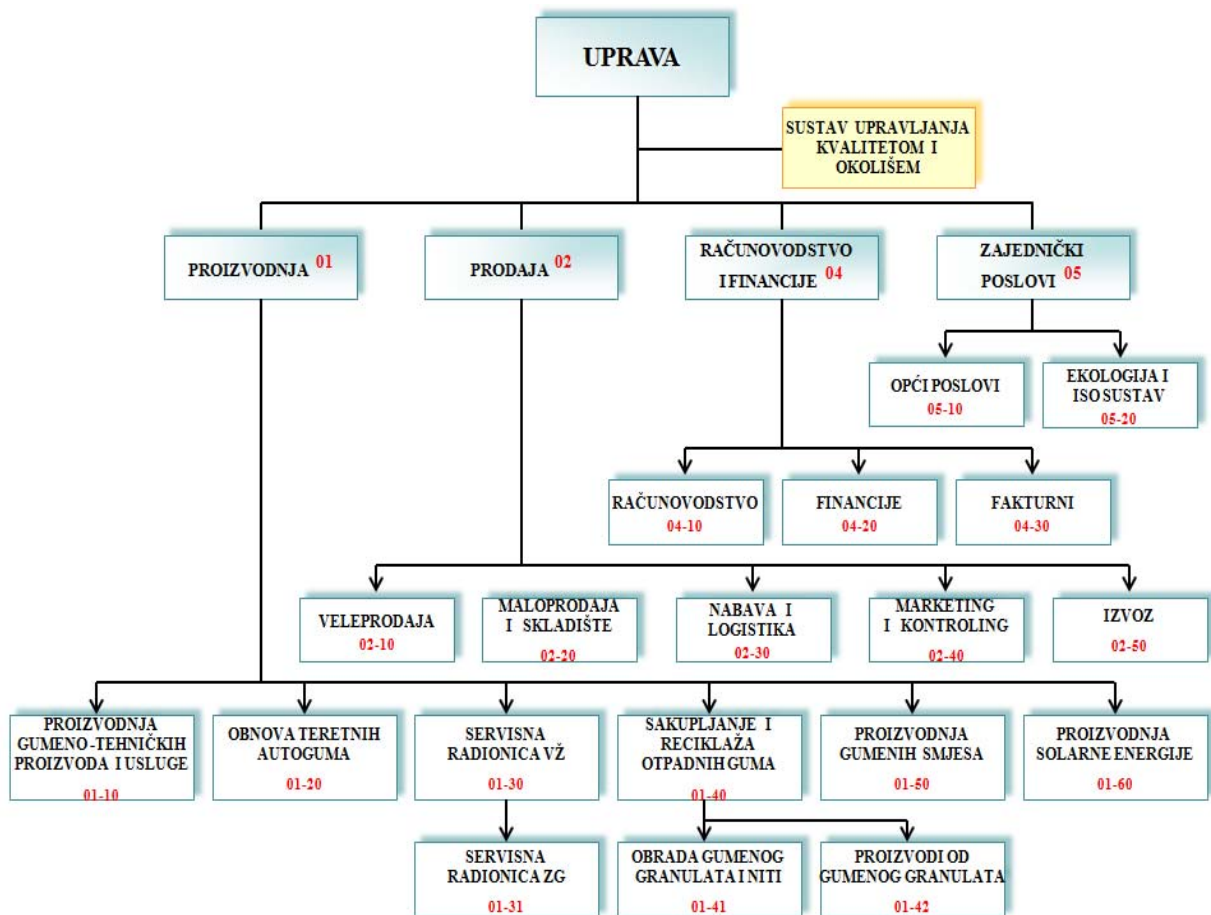 UPRAVA
SUSTAV UPRAVLJANJA
KVALITETOM I
OKOLIŠEM
PROIZVODNJA 01
PRODAJA 02
RAČUNOVODSTVO
I FINANCIJE 04
ZAJEDNIČKI
POSLOVI 05
OPĆI POSLOVI
05-10
EKOLOGIJA I
ISO SUSTAV
05-20
RAČUNOVODSTVO
04-10
FINANCIJE
04-20
FAKTURNI
04-30
VELEPRODAJA
02-10
MALOPRODAJA
I SKLADIŠTE
02-20
NABAVA I
LOGISTIKA
02-30
MARKETING
I KONTROLING
02-40
IZVOZ
02-50
PROIZVODNJA
GUMENO-TEHNIČKIH
PROIZVODA I USLUGE
01-10
OBNOVA TERETNIH
AUTOGUMA
01-20
SERVISNA
RADIONICA VŽ
01-30
SAKUPLJANJE I
RECIKLAŽA
OTPADNIH GUMA
01-40
PROIZVODNJA
GUMENIH SMJESA
01-50
PROIZVODNJA
SOLARNE ENERGIJE
01-60
SERVISNA
RADIONICA ZG
01-31
OBRADA GUMENOG
GRANULATA I NITI
01-41
PROIZVODI OD
GUMENOG GRANULATA
01-42